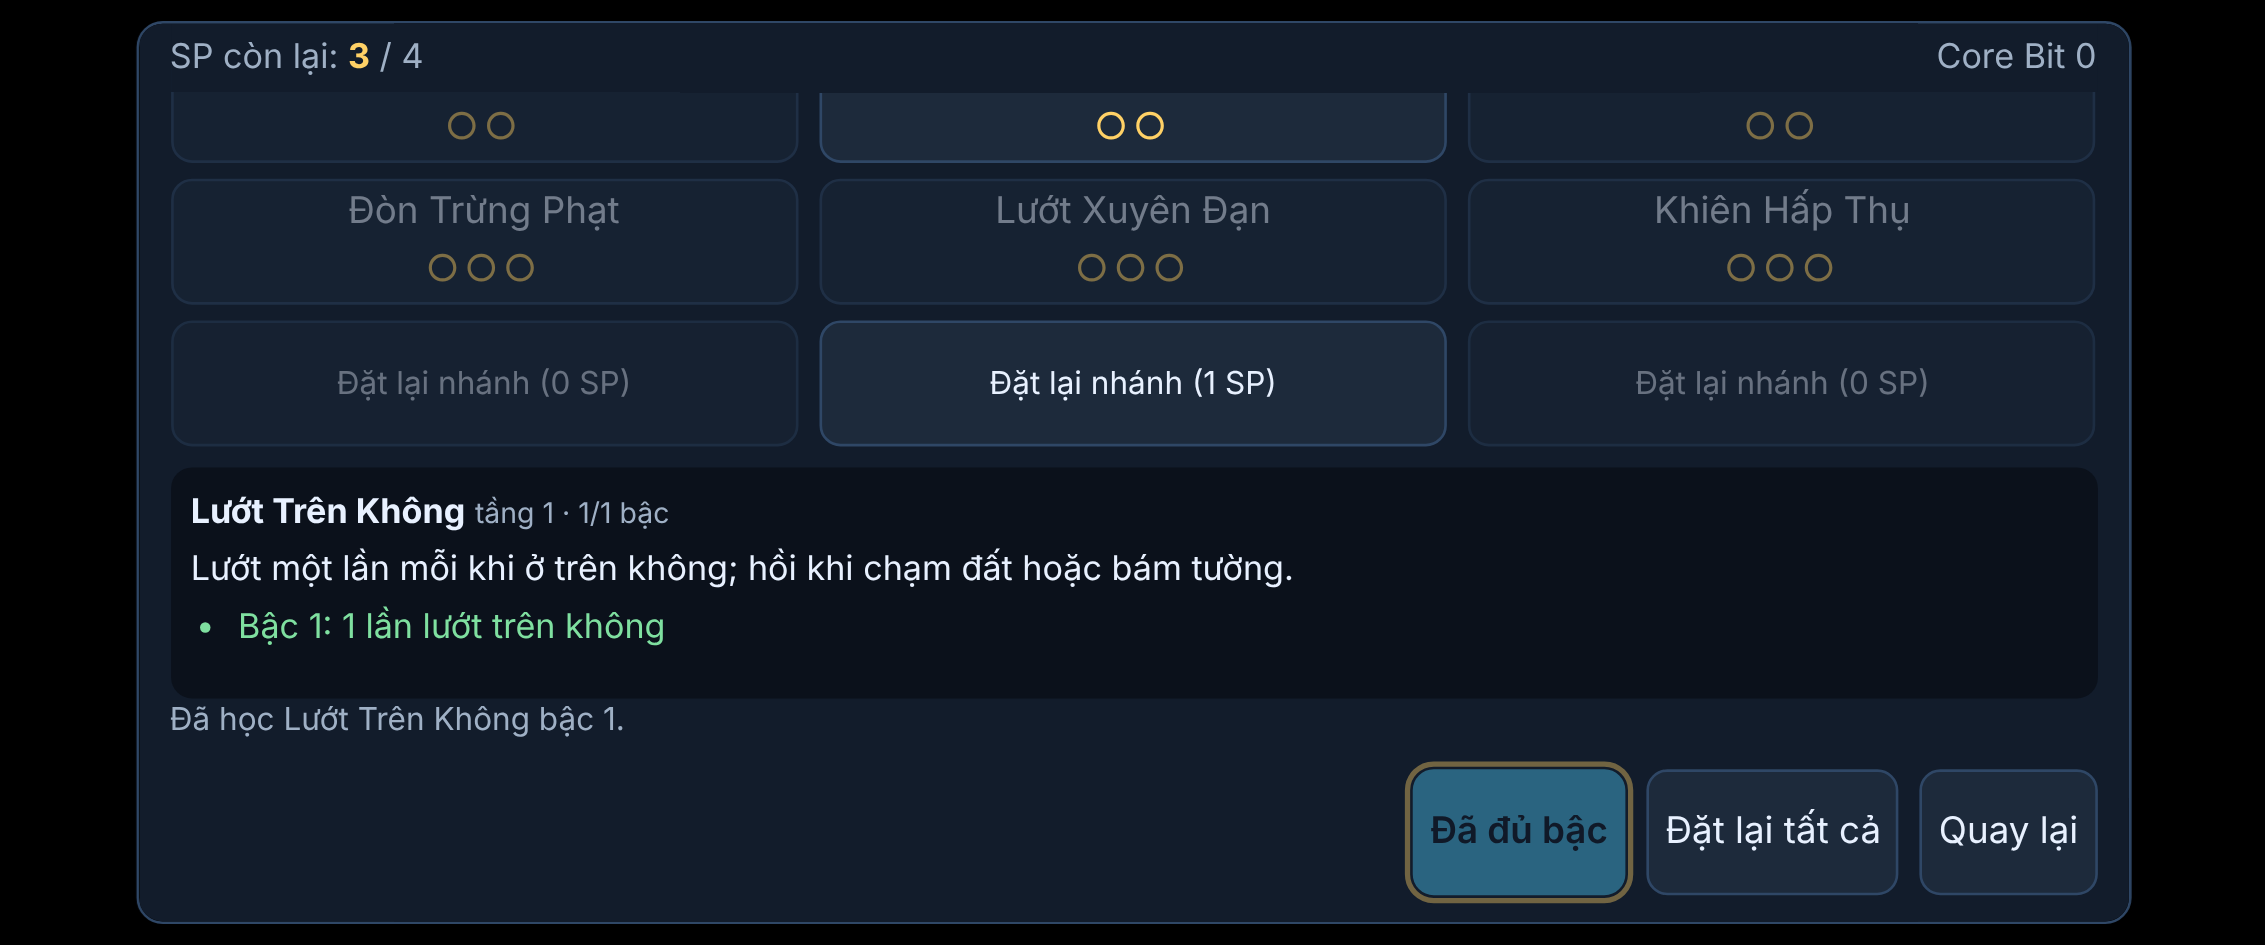 SP còn lại: 3 / 4
Core Bit 0
Đòn Trừng Phạt
Lướt Xuyên Đạn
Khiên Hấp Thụ
Đặt lại nhánh (0 SP)
Đặt lại nhánh (1 SP)
Đặt lại nhánh (0 SP)
Lướt Trên Không tầng 1 · 1/1 bậc
Lướt một lần mỗi khi ở trên không; hồi khi chạm đất hoặc bám tường.
• Bậc 1: 1 lần lướt trên không
Đã học Lướt Trên Không bậc 1.
Đã đủ bậc
Đặt lại tất cả
Quay lại